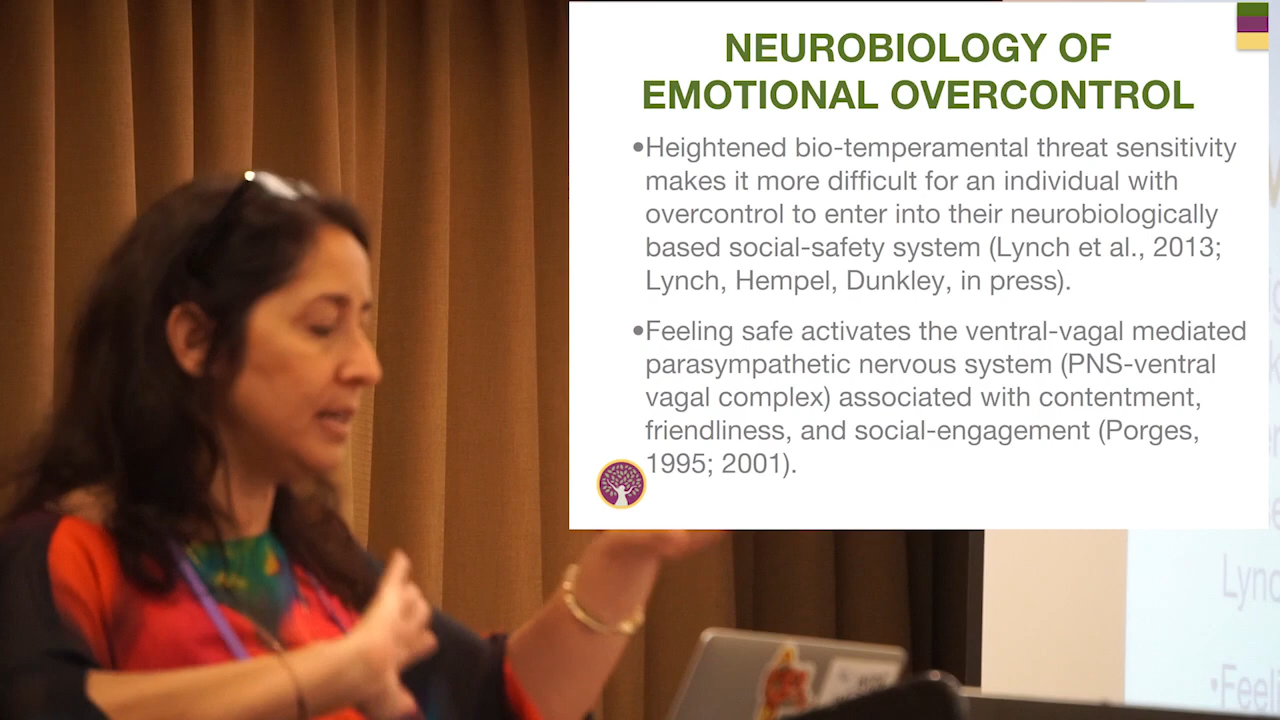 NEUROBIOLOGY OF
EMOTIONAL OVERCONTROL
•Heightened bio-temperamental threat sensitivity
makes it more difficult for an individual with
overcontrol to enter into their neurobiologically
based social-safety system (Lynch et al., 2013;
Lynch, Hempel, Dunkley, in press).
•Feeling safe activates the ventral-vagal mediated
parasympathetic nervous system (PNS-ventral
vagal complex) associated with contentment,
friendliness, and social-engagement (Porges,
1995; 2001).